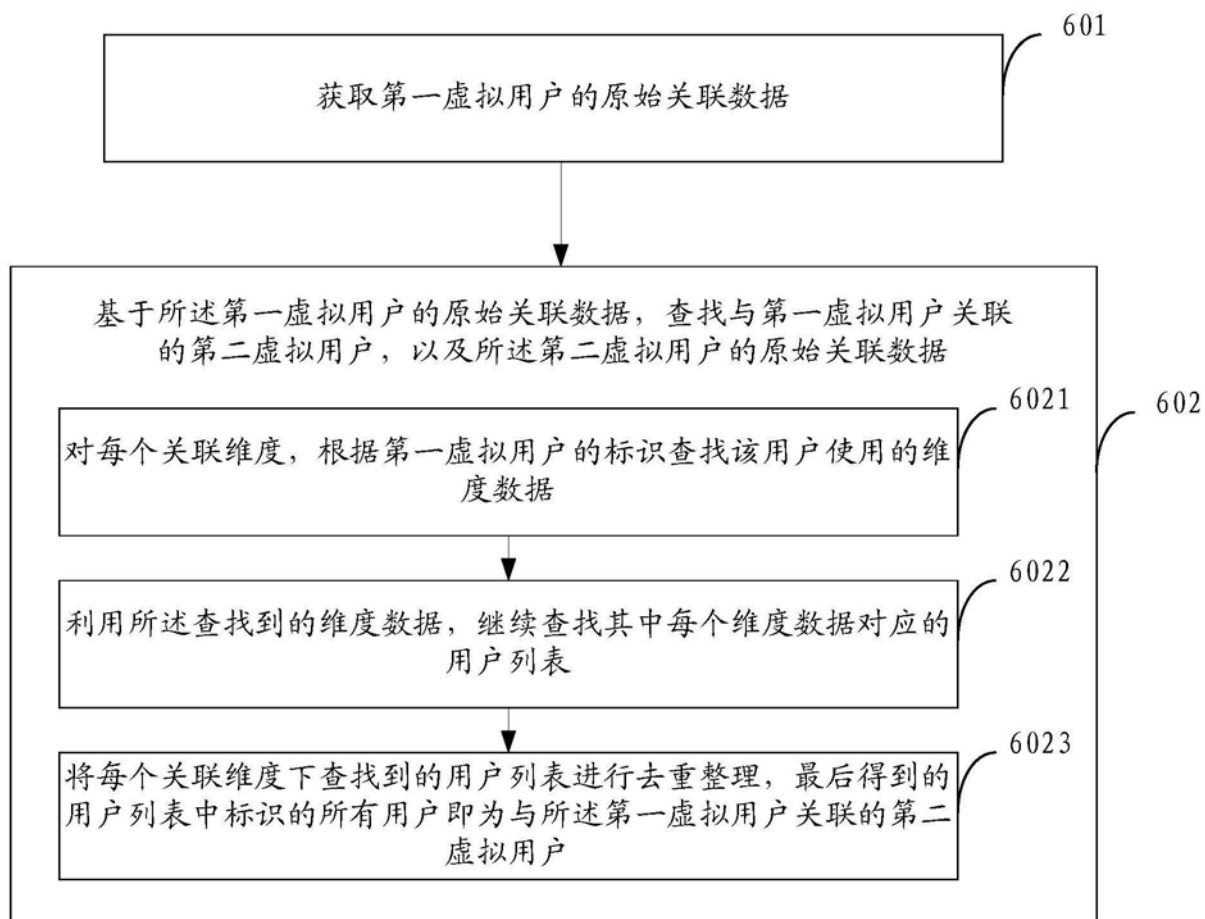 601
获取第一虚拟用户的原始关联数据
基于所述第一虚拟用户的原始关联数据，查找与第一虚拟用户关联
的第二虚拟用户，以及所述第二虚拟用户的原始关联数据
602
6021
对每个关联维度，根据第一虚拟用户的标识查找该用户使用的维
度数据
6022
利用所述查找到的维度数据，继续查找其中每个维度数据对应的
用户列表
6023
将每个关联维度下查找到的用户列表进行去重整理，最后得到的
用户列表中标识的所有用户即为与所述第一虚拟用户关联的第二
虚拟用户